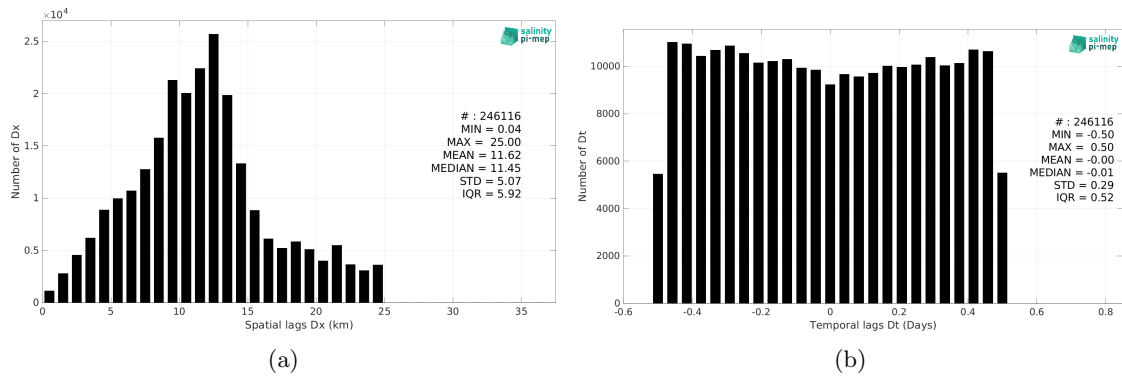 ×10⁴
2.5
2
1.5
1
0.5
0
Number of Dx
salinity
pi-mep
# : 246116
MIN = 0.04
MAX = 25.00
MEAN = 11.62
MEDIAN = 11.45
STD = 5.07
IQR = 5.92
0 5 10 15 20 25 30 35
Spatial lags Dx (km)
(a)
10000
8000
6000
4000
2000
0
Number of Dt
salinity
pi-mep
# : 246116
MIN = -0.50
MAX = 0.50
MEAN = -0.00
MEDIAN = -0.01
STD = 0.29
IQR = 0.52
-0.6 -0.4 -0.2 0 0.2 0.4 0.6 0.8
Temporal lags Dt (Days)
(b)